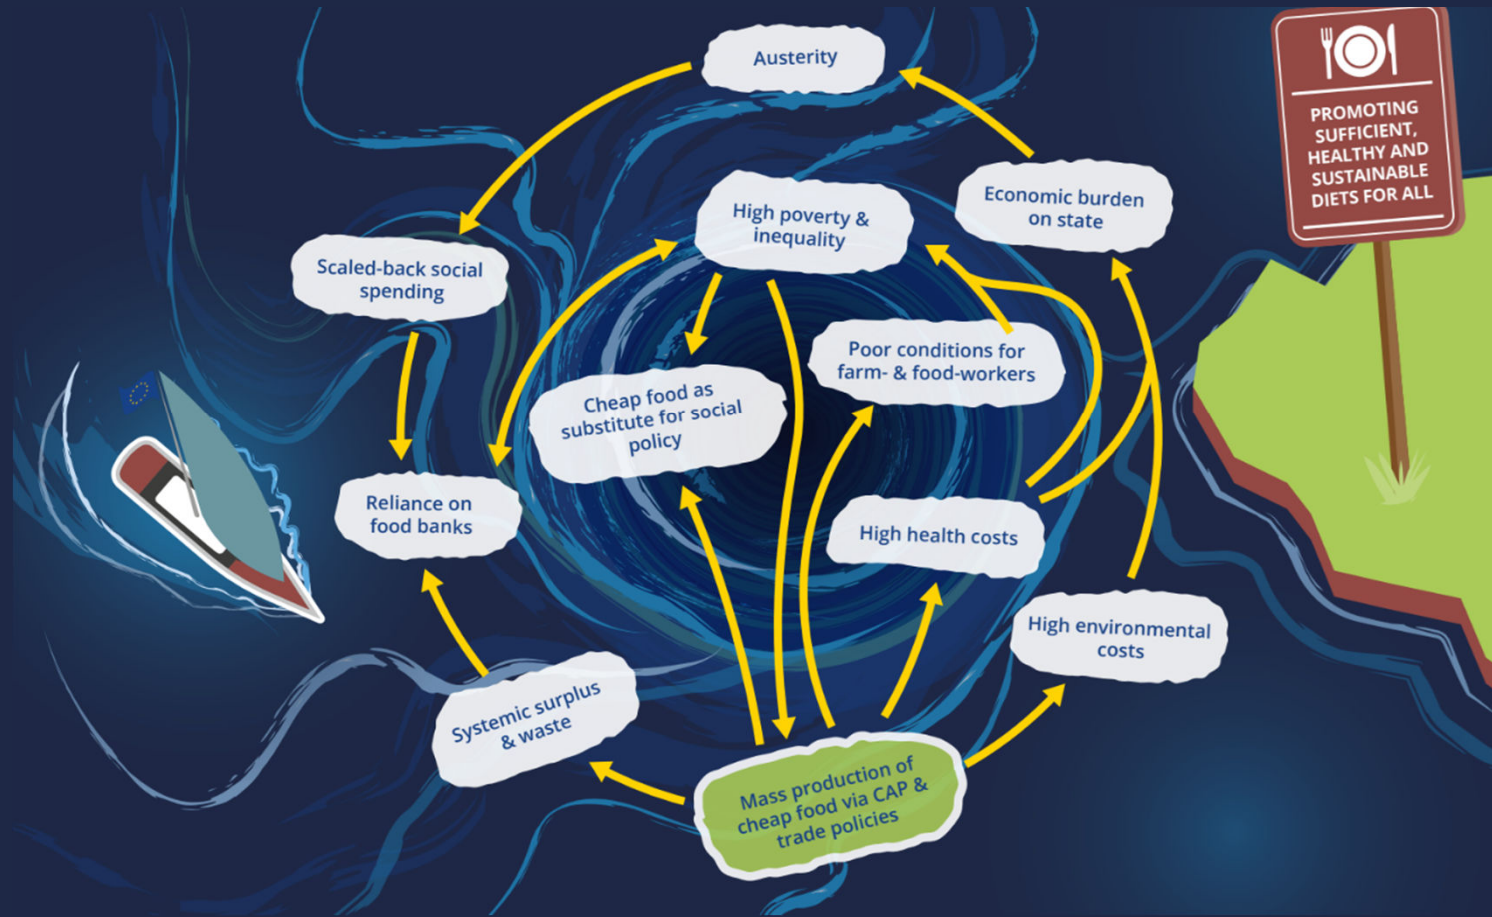 Austerity
PROMOTING
SUFFICIENT,
HEALTHY AND
SUSTAINABLE
DIETS FOR ALL
Economic burden
on state
High poverty &
inequality
Scaled-back social
spending
Poor conditions for
farm- & food-workers
Cheap food as
substitute for social
policy
Reliance on
food banks
High health costs
High environmental
costs
Systemic surplus
& waste
Mass production of
cheap food via CAP &
trade policies